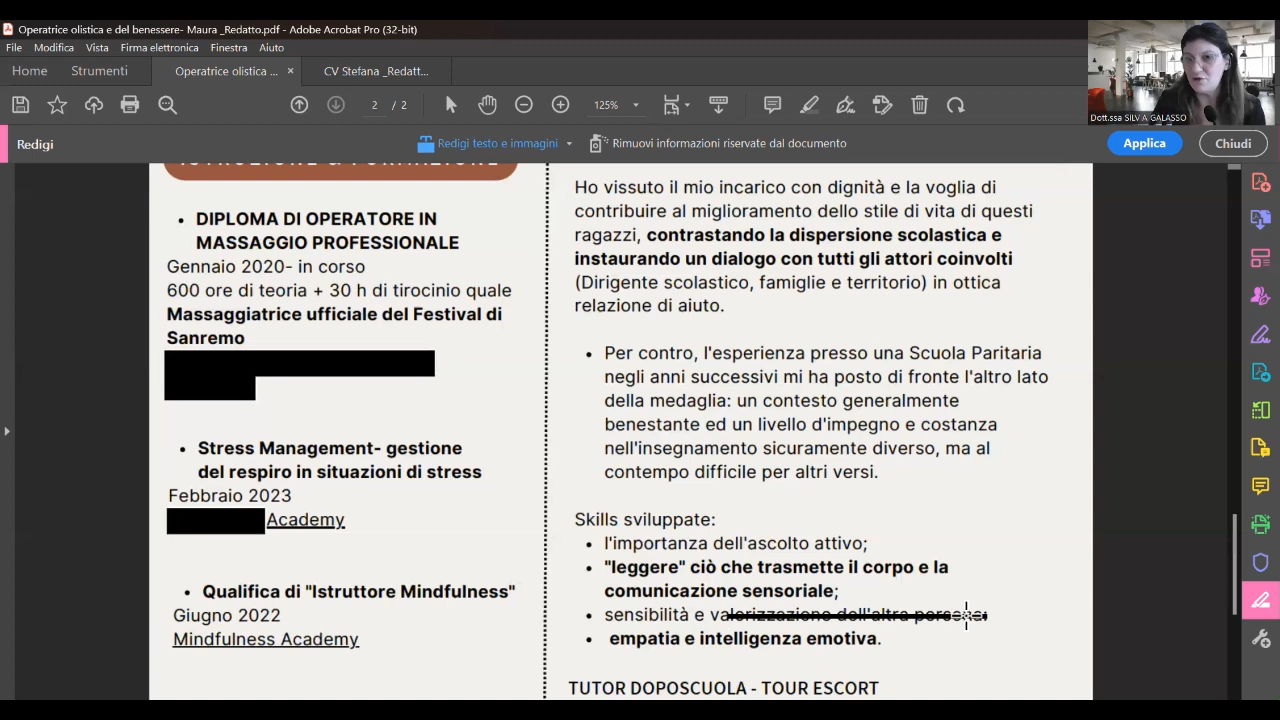 Operatrice olistica e del benessere- Maura _Redatto.pdf - Adobe Acrobat Pro (32-bit)
File Modifica Vista Firma elettronica Finestra Aiuto
Home Strumenti Operatrice olistica ... × CV Stefana _Redatt...
2 / 2 125%
Dott.ssa SILVIA GALASSO
Redigi Redigi testo e immagini Rimuovi informazioni riservate dal documento Applica Chiudi
ISTRUZIONE & FORMAZIONE
• DIPLOMA DI OPERATORE IN
MASSAGGIO PROFESSIONALE
Gennaio 2020- in corso
600 ore di teoria + 30 h di tirocinio quale
Massaggiatrice ufficiale del Festival di
Sanremo
• Stress Management- gestione
del respiro in situazioni di stress
Febbraio 2023
Academy
• Qualifica di "Istruttore Mindfulness"
Giugno 2022
Mindfulness Academy
Ho vissuto il mio incarico con dignità e la voglia di
contribuire al miglioramento dello stile di vita di questi
ragazzi, contrastando la dispersione scolastica e
instaurando un dialogo con tutti gli attori coinvolti
(Dirigente scolastico, famiglie e territorio) in ottica
relazione di aiuto.
• Per contro, l'esperienza presso una Scuola Paritaria
negli anni successivi mi ha posto di fronte l'altro lato
della medaglia: un contesto generalmente
benestante ed un livello d'impegno e costanza
nell'insegnamento sicuramente diverso, ma al
contempo difficile per altri versi.
Skills sviluppate:
• l'importanza dell'ascolto attivo;
• "leggere" ciò che trasmette il corpo e la
comunicazione sensoriale;
• sensibilità e valorizzazione dell'altra persona;
• empatia e intelligenza emotiva.
TUTOR DOPOSCUOLA - TOUR ESCORT